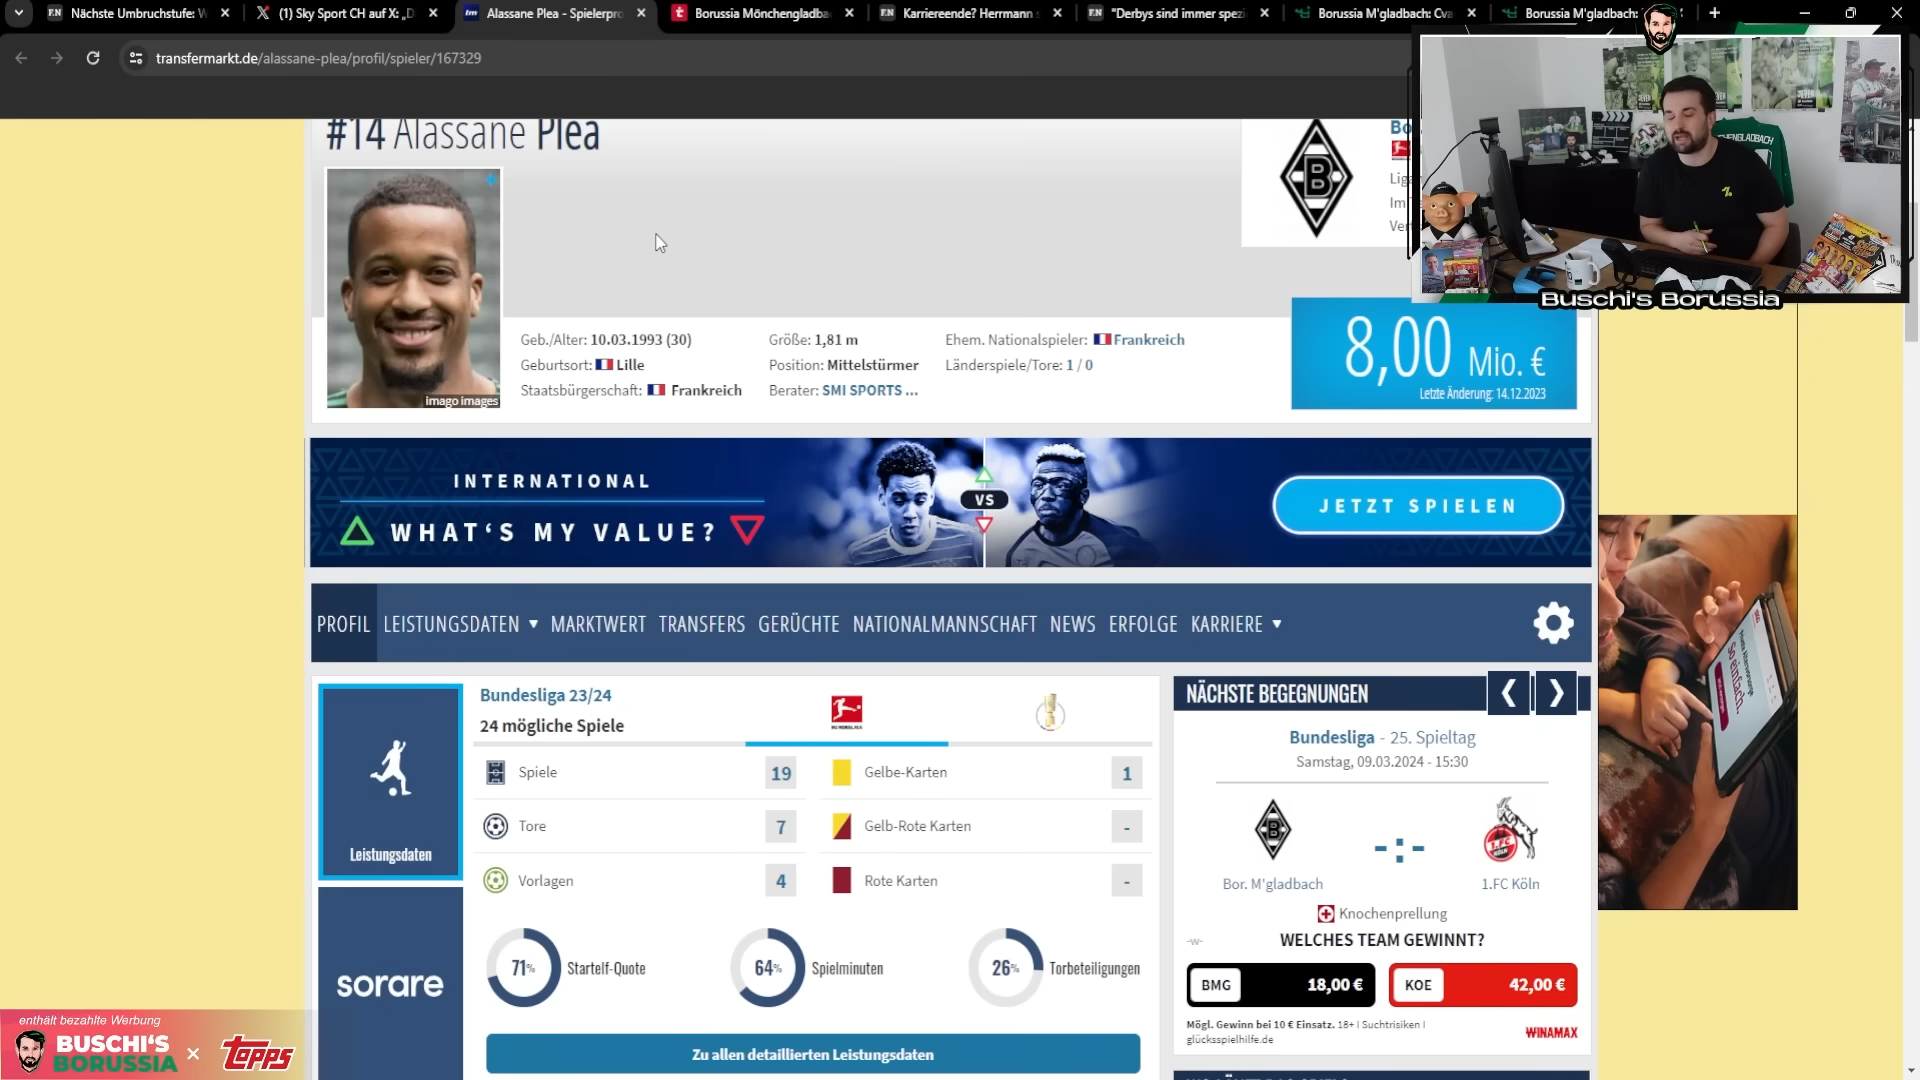 Nächste Umbruchstufe: W
(1) Sky Sport CH auf X: „D
Alassane Plea - Spielerpro
Borussia Mönchengladba
Karriereende? Herrmann s
"Derbys sind immer spezi
Borussia M'gladbach: Cva
Borussia M'gladbach:
transfermarkt.de/alassane-plea/profil/spieler/167329
#14 Alassane Plea
imago images
Geb./Alter: 10.03.1993 (30)
Geburtsort: Lille
Staatsbürgerschaft: Frankreich
Größe: 1,81 m
Position: Mittelstürmer
Berater: SMI SPORTS ...
Ehem. Nationalspieler: Frankreich
Länderspiele/Tore: 1 / 0
8,00 Mio. €
Letzte Änderung: 14.12.2023
Buschi's Borussia
INTERNATIONAL
WHAT'S MY VALUE?
VS
JETZT SPIELEN
PROFIL LEISTUNGSDATEN MARKTWERT TRANSFERS GERÜCHTE NATIONALMANNSCHAFT NEWS ERFOLGE KARRIERE
Leistungsdaten
sorare
Bundesliga 23/24
24 mögliche Spiele
Spiele 19 Gelbe-Karten 1
Tore 7 Gelb-Rote Karten -
Vorlagen 4 Rote Karten -
71% Startelf-Quote 64% Spielminuten 26% Torbeteiligungen
Zu allen detaillierten Leistungsdaten
NÄCHSTE BEGEGNUNGEN
Bundesliga - 25. Spieltag
Samstag, 09.03.2024 - 15:30
-:-
Bor. M'gladbach 1.FC Köln
Knochenprellung
-w-
WELCHES TEAM GEWINNT?
BMG 18,00 € KOE 42,00 €
Mögl. Gewinn bei 10 € Einsatz. 18+ | Suchtrisiken |
glücksspielhilfe.de
WINAMAX
enthält bezahlte Werbung
BUSCHI'S
BORUSSIA
×
topps